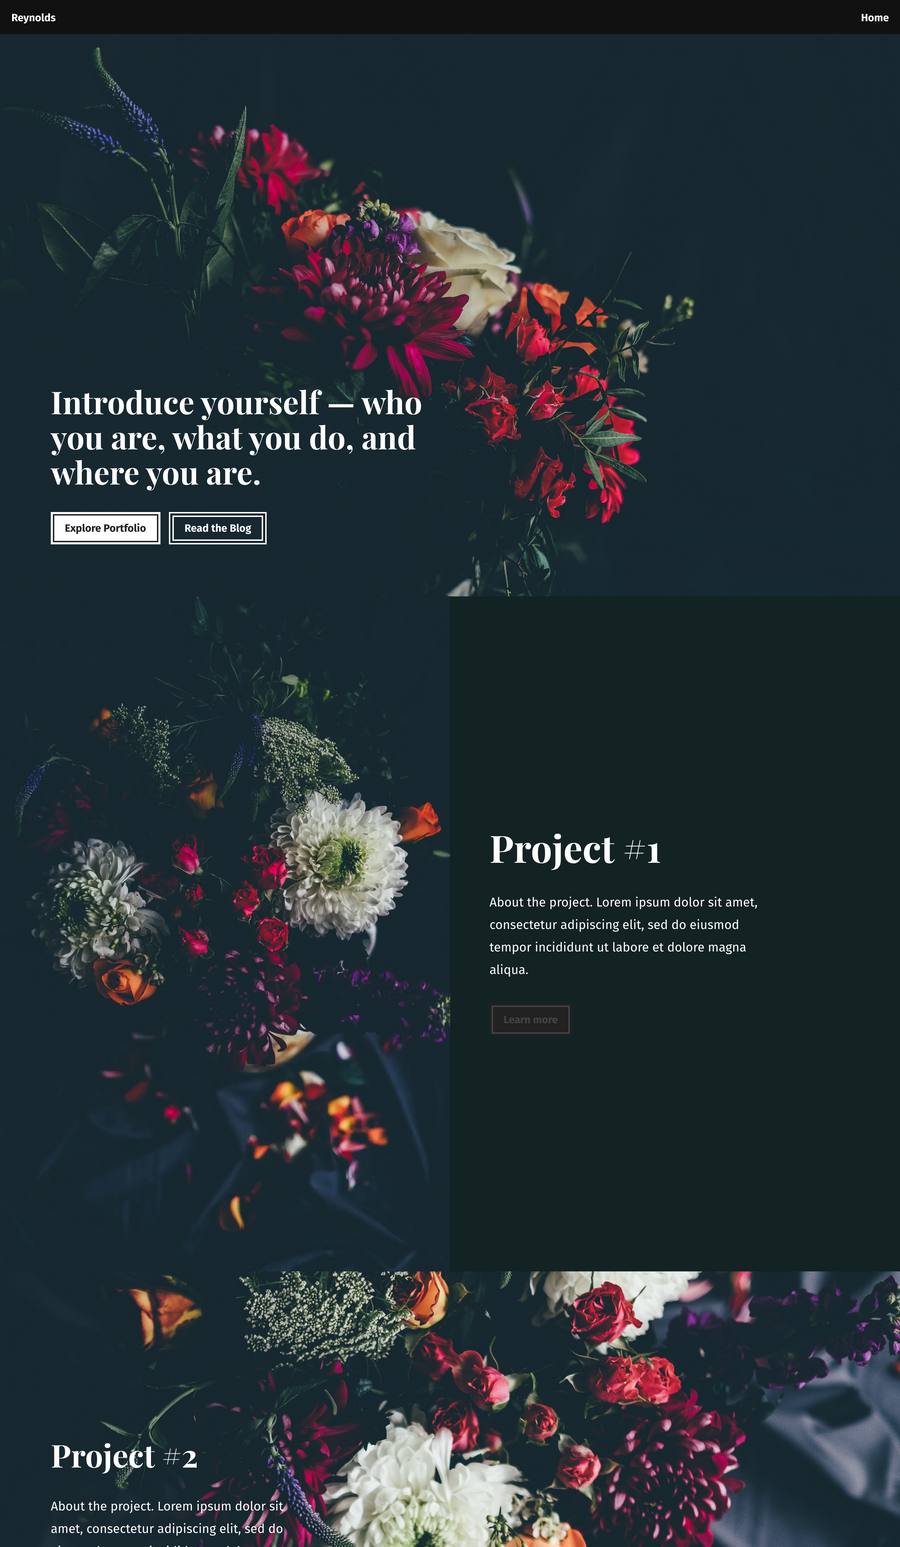 Reynolds
Home
Introduce yourself — who
you are, what you do, and
where you are.
Explore Portfolio
Read the Blog
Project #1
About the project. Lorem ipsum dolor sit amet,
consectetur adipiscing elit, sed do eiusmod
tempor incididunt ut labore et dolore magna
aliqua.
Learn more
Project #2
About the project. Lorem ipsum dolor sit
amet, consectetur adipiscing elit, sed do